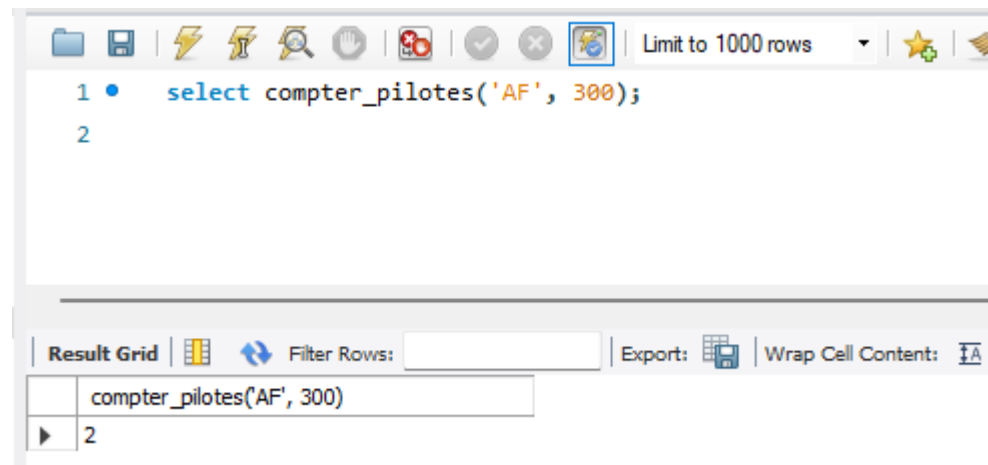 Limit to 1000 rows
1 select compter_pilotes('AF', 300);
2
Result Grid Filter Rows: Export: Wrap Cell Content: IA
compter_pilotes('AF', 300)
2